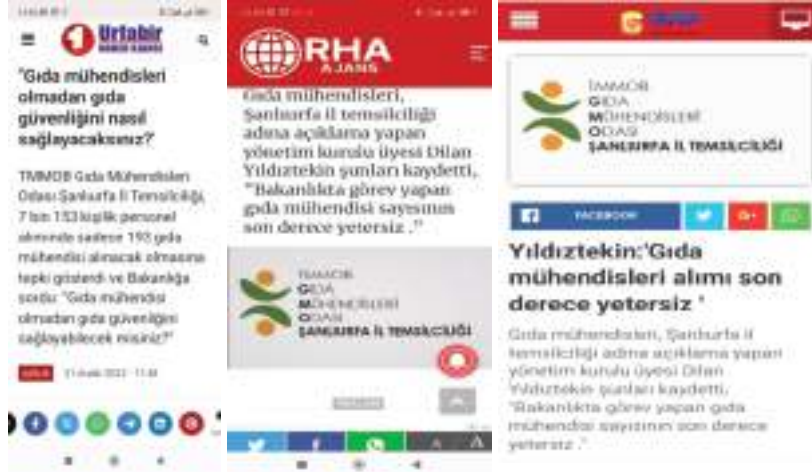 Urfabir
"Gıda mühendisleri
olmadan gıda
güvenliğini nasıl
sağlayacaksınız?"
TMMOB Gıda Mühendisleri
Odası Şanlıurfa İl Temsilciliği,
7 bin 153 kişilik personel
alımında sadece 193 gıda
mühendisi alınacak olmasına
tepki gösterdi ve Bakanlığa
sordu: "Gıda mühendisi
olmadan gıda güvenliğini
sağlayabilecek misiniz?"
RHA
AJANS
Gıda mühendisleri,
Şanlıurfa il temsilciliği
adına açıklama yapan
yönetim kurulu üyesi Dilan
Yıldıztekin şunları kaydetti,
"Bakanlıkta görev yapan
gıda mühendisi sayısının
son derece yetersiz ."
TMMOB
GIDA
MÜHENDİSLERİ
ODASI
ŞANLIURFA İL TEMSİLCİLİĞİ
TMMOB
GIDA
MÜHENDİSLERİ
ODASI
ŞANLIURFA İL TEMSİLCİLİĞİ
FACEBOOK
G+
Yıldıztekin:'Gıda
mühendisleri alımı son
derece yetersiz '
Gıda mühendisleri, Şanlıurfa il
temsilciliği adına açıklama yapan
yönetim kurulu üyesi Dilan
Yıldıztekin şunları kaydetti,
"Bakanlıkta görev yapan gıda
mühendisi sayısının son derece
yetersiz ."